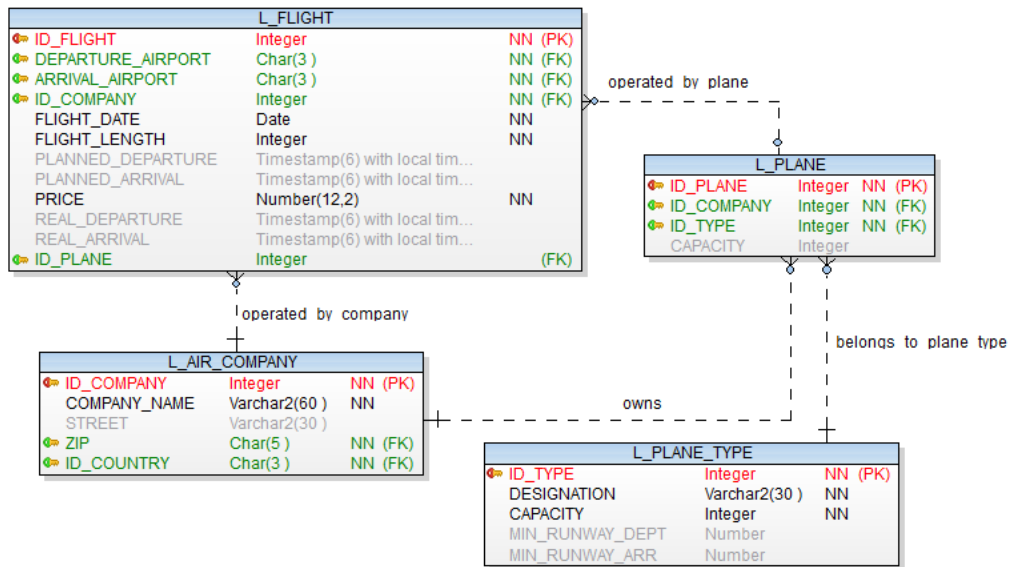 L_FLIGHT
ID_FLIGHT Integer NN (PK)
DEPARTURE_AIRPORT Char(3 ) NN (FK)
ARRIVAL_AIRPORT Char(3 ) NN (FK)
ID_COMPANY Integer NN (FK)
FLIGHT_DATE Date NN
FLIGHT_LENGTH Integer NN
PLANNED_DEPARTURE Timestamp(6) with local tim...
PLANNED_ARRIVAL Timestamp(6) with local tim...
PRICE Number(12,2) NN
REAL_DEPARTURE Timestamp(6) with local tim...
REAL_ARRIVAL Timestamp(6) with local tim...
ID_PLANE Integer (FK)
operated by plane
L_PLANE
ID_PLANE Integer NN (PK)
ID_COMPANY Integer NN (FK)
ID_TYPE Integer NN (FK)
CAPACITY Integer
operated by company
belongs to plane type
L_AIR_COMPANY
ID_COMPANY Integer NN (PK)
COMPANY_NAME Varchar2(60 ) NN
STREET Varchar2(30 )
ZIP Char(5 ) NN (FK)
ID_COUNTRY Char(3 ) NN (FK)
owns
L_PLANE_TYPE
ID_TYPE Integer NN (PK)
DESIGNATION Varchar2(30 ) NN
CAPACITY Integer NN
MIN_RUNWAY_DEPT Number
MIN_RUNWAY_ARR Number